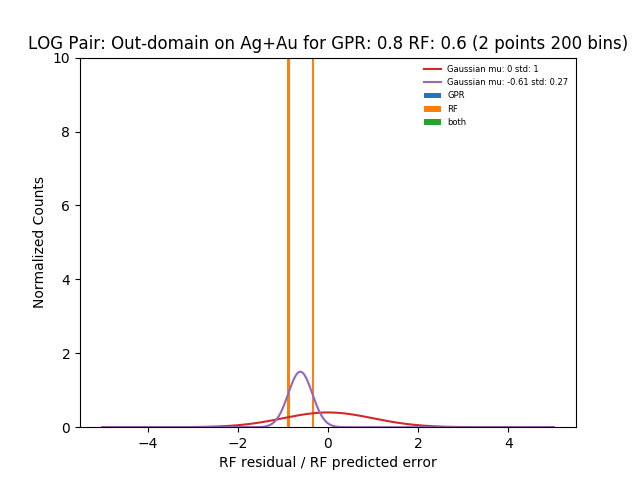 LOG Pair: Out-domain on Ag+Au for GPR: 0.8 RF: 0.6 (2 points 200 bins)
Gaussian mu: 0 std: 1
Gaussian mu: -0.61 std: 0.27
GPR
RF
both
Normalized Counts
10
8
6
4
2
0
−4 −2 0 2 4
RF residual / RF predicted error